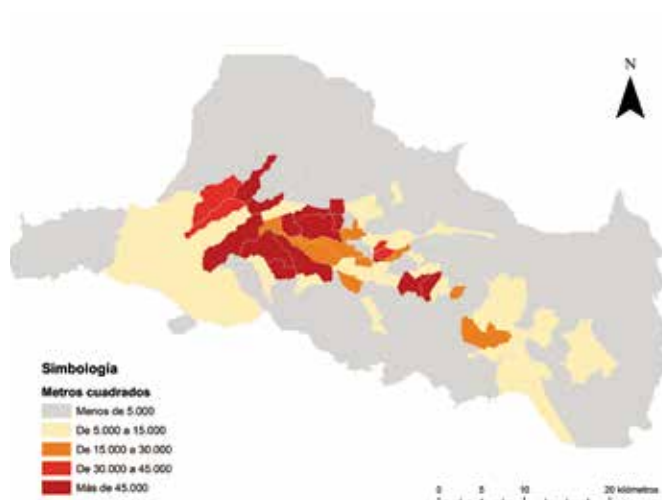 N
Simbología
Metros cuadrados
Menos de 5.000
De 5.000 a 15.000
De 15.000 a 30.000
De 30.000 a 45.000
Más de 45.000
0 5 10 20 kilómetros